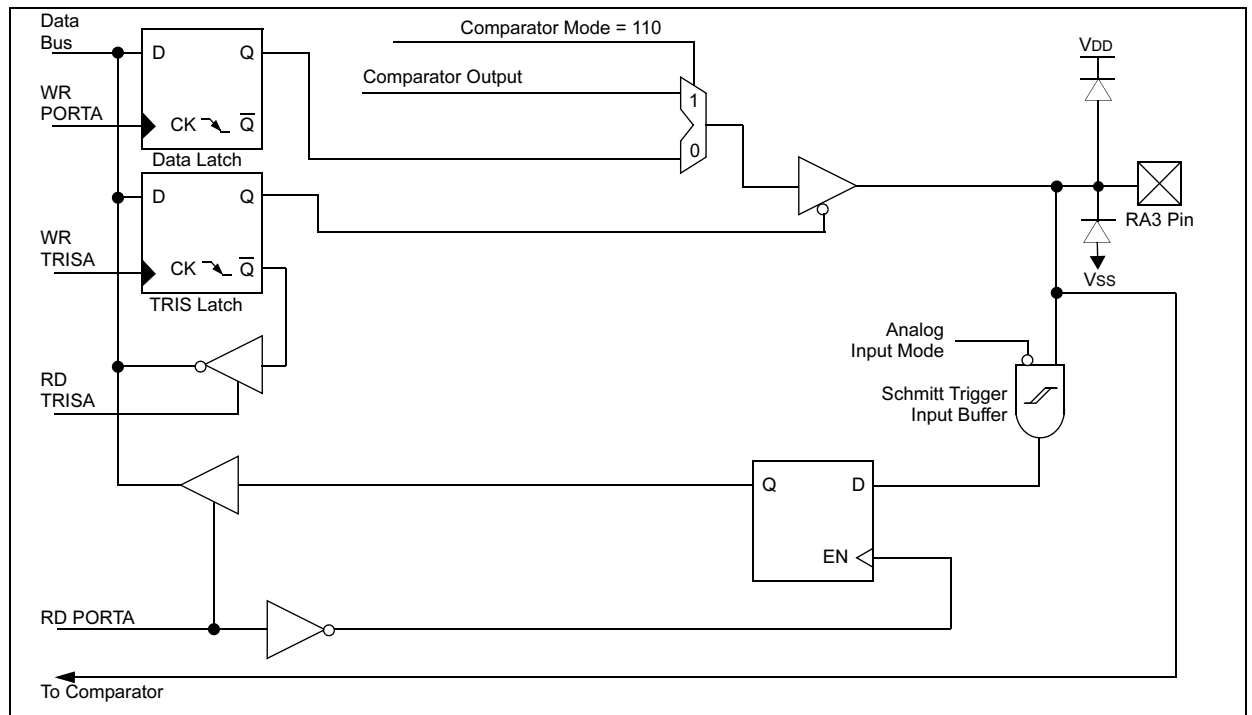 Data
Bus
D
Q
WR
PORTA
CK
Q
Data Latch
D
Q
WR
TRISA
CK
Q
TRIS Latch
RD
TRISA
Comparator Mode = 110
Comparator Output
1
0
VDD
RA3 Pin
VSS
Analog
Input Mode
Schmitt Trigger
Input Buffer
Q
D
EN
RD PORTA
To Comparator